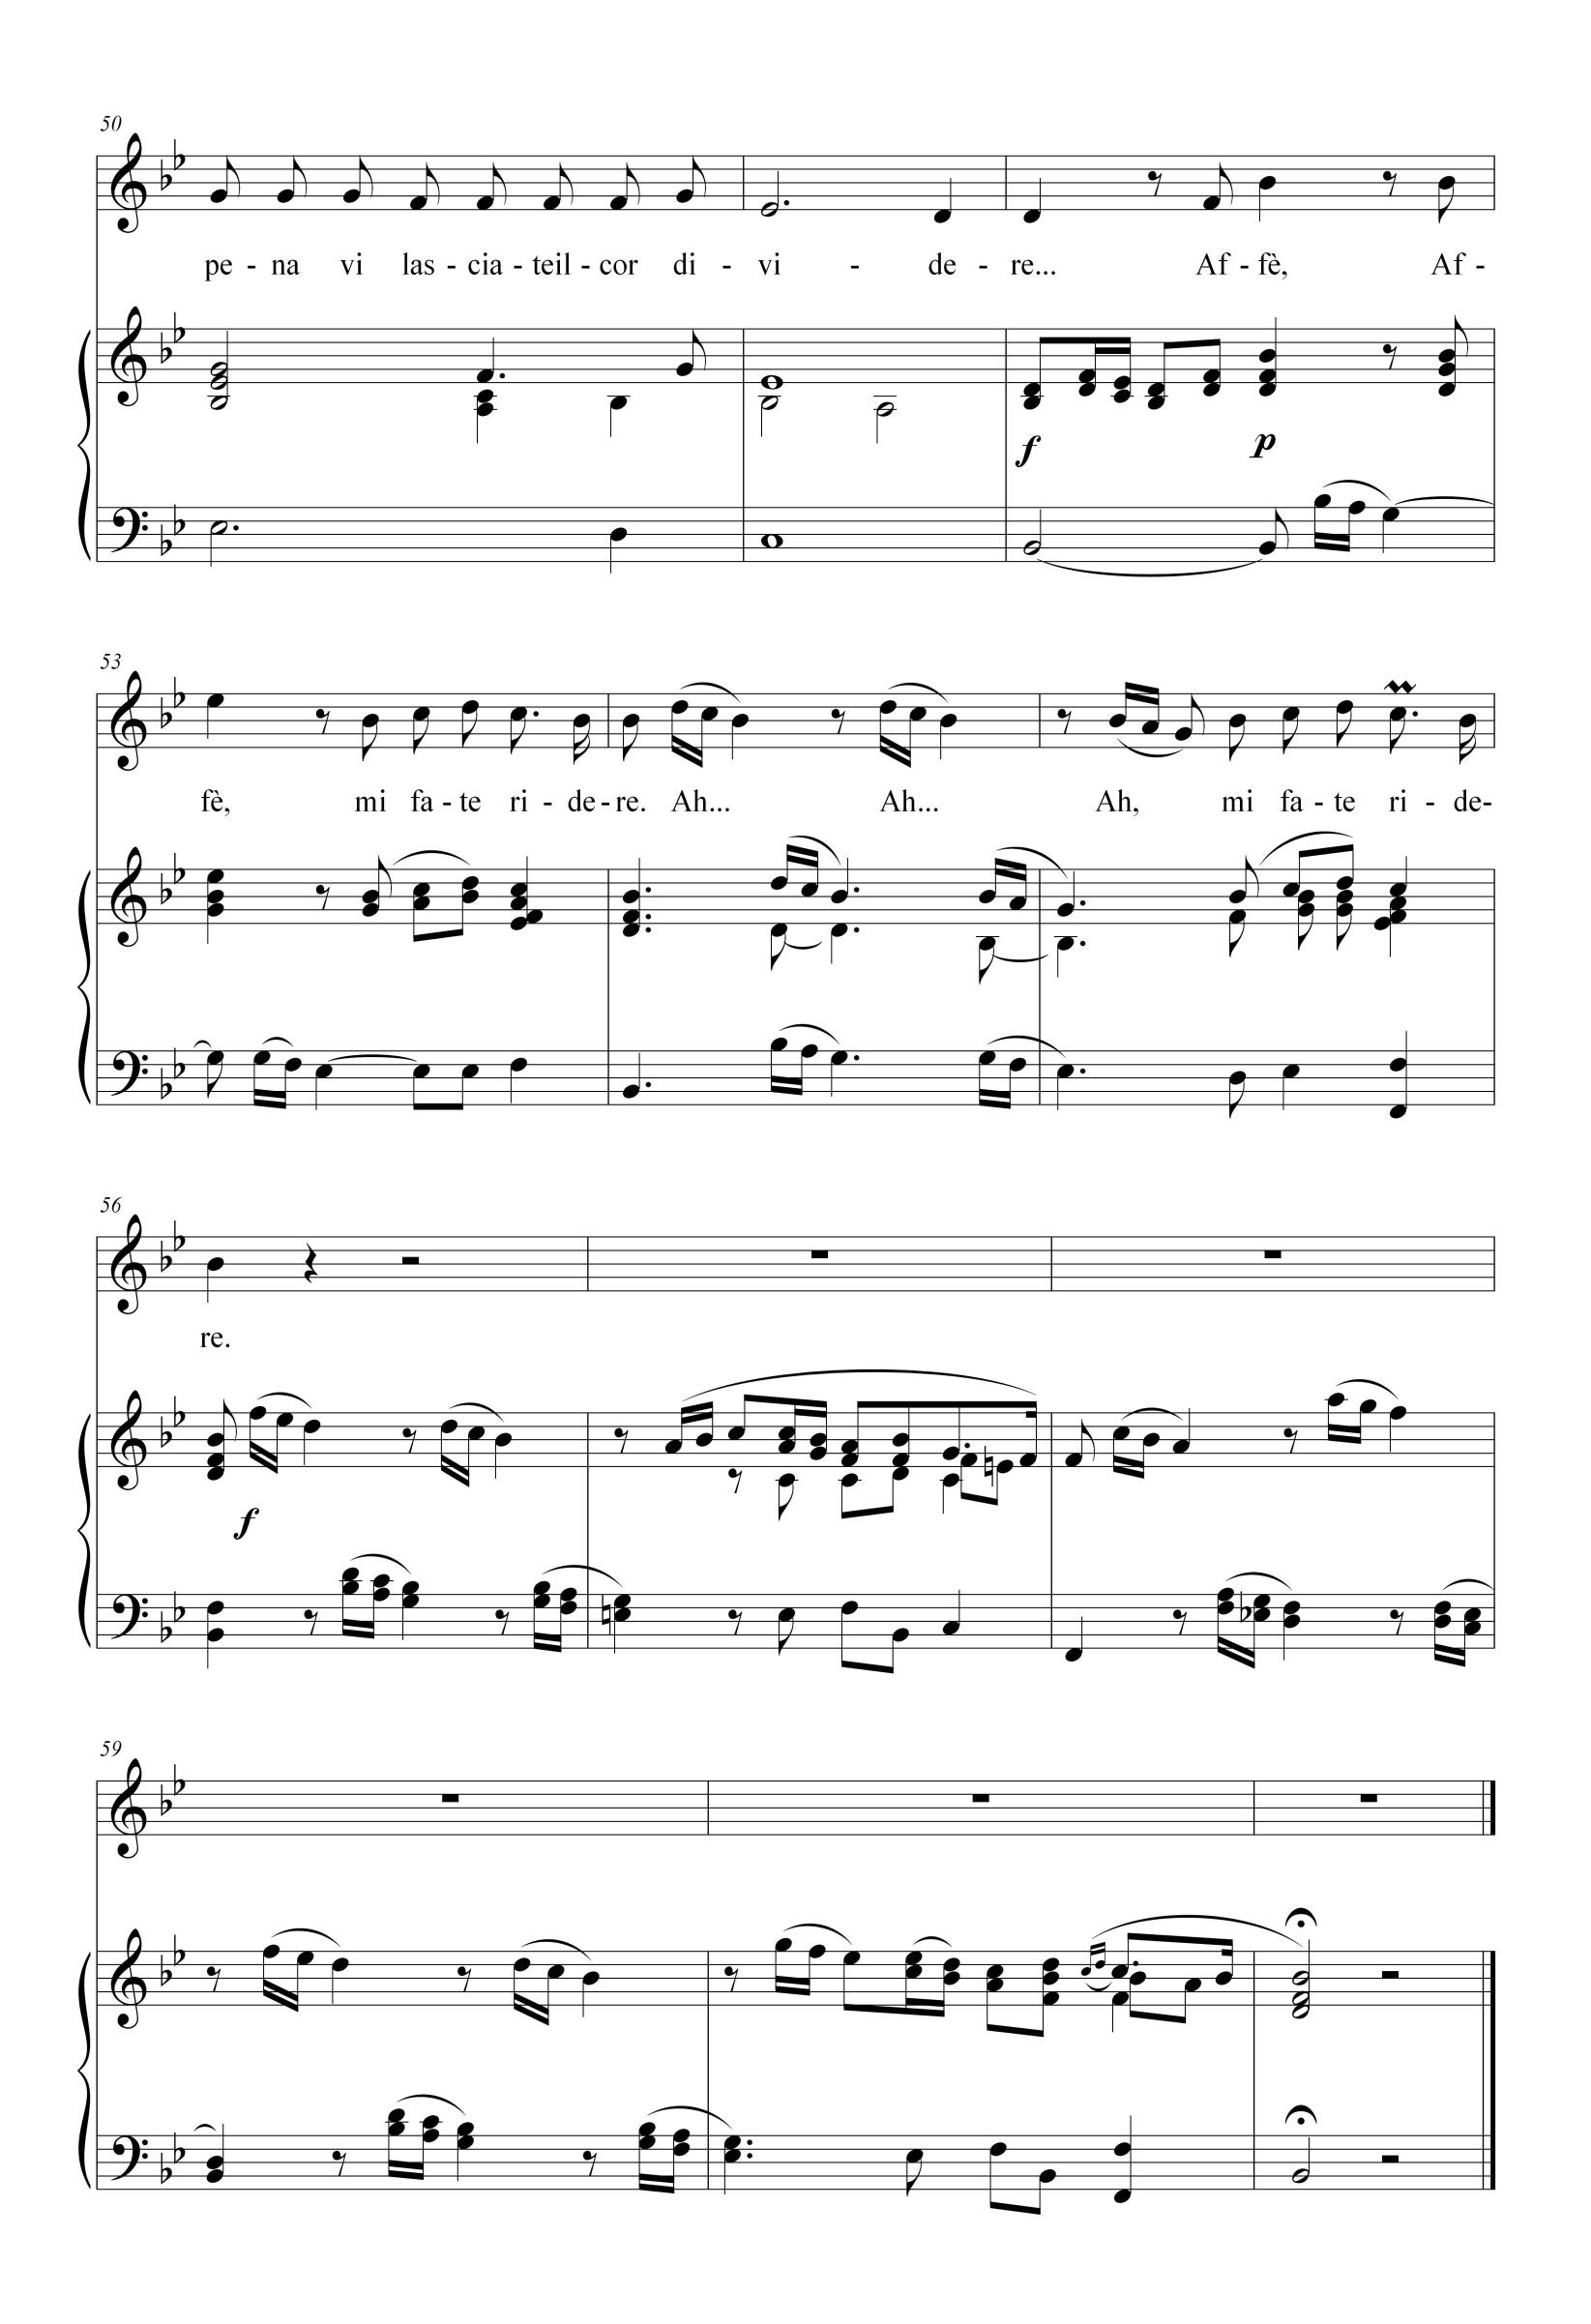 50
pe - na vi las - cia - teil - cor di - vi - de - re... Af - fè, Af -
f p
53
fè, mi fa - te ri - de - re. Ah... Ah... Ah, mi fa - te ri - de-
56
re.
f
59